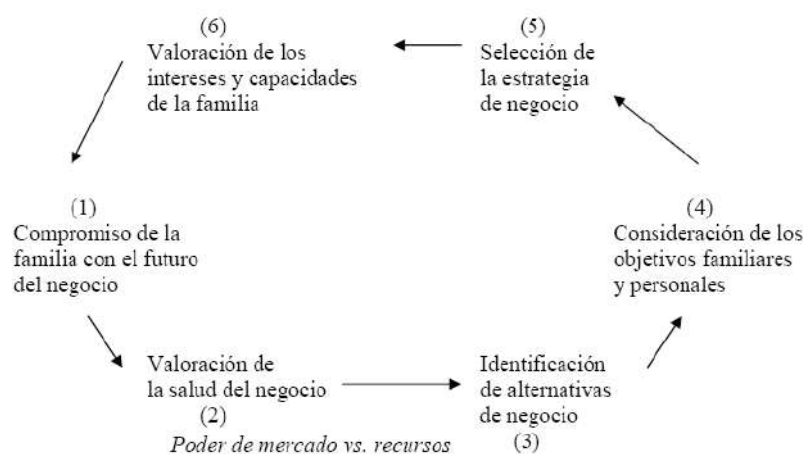 (6)
Valoración de los
intereses y capacidades
de la familia
(5)
Selección de
la estrategia
de negocio
(1)
Compromiso de la
familia con el futuro
del negocio
(4)
Consideración de los
objetivos familiares
y personales
Valoración de
la salud del negocio
(2)
Poder de mercado vs. recursos
Identificación
de alternativas
de negocio
(3)